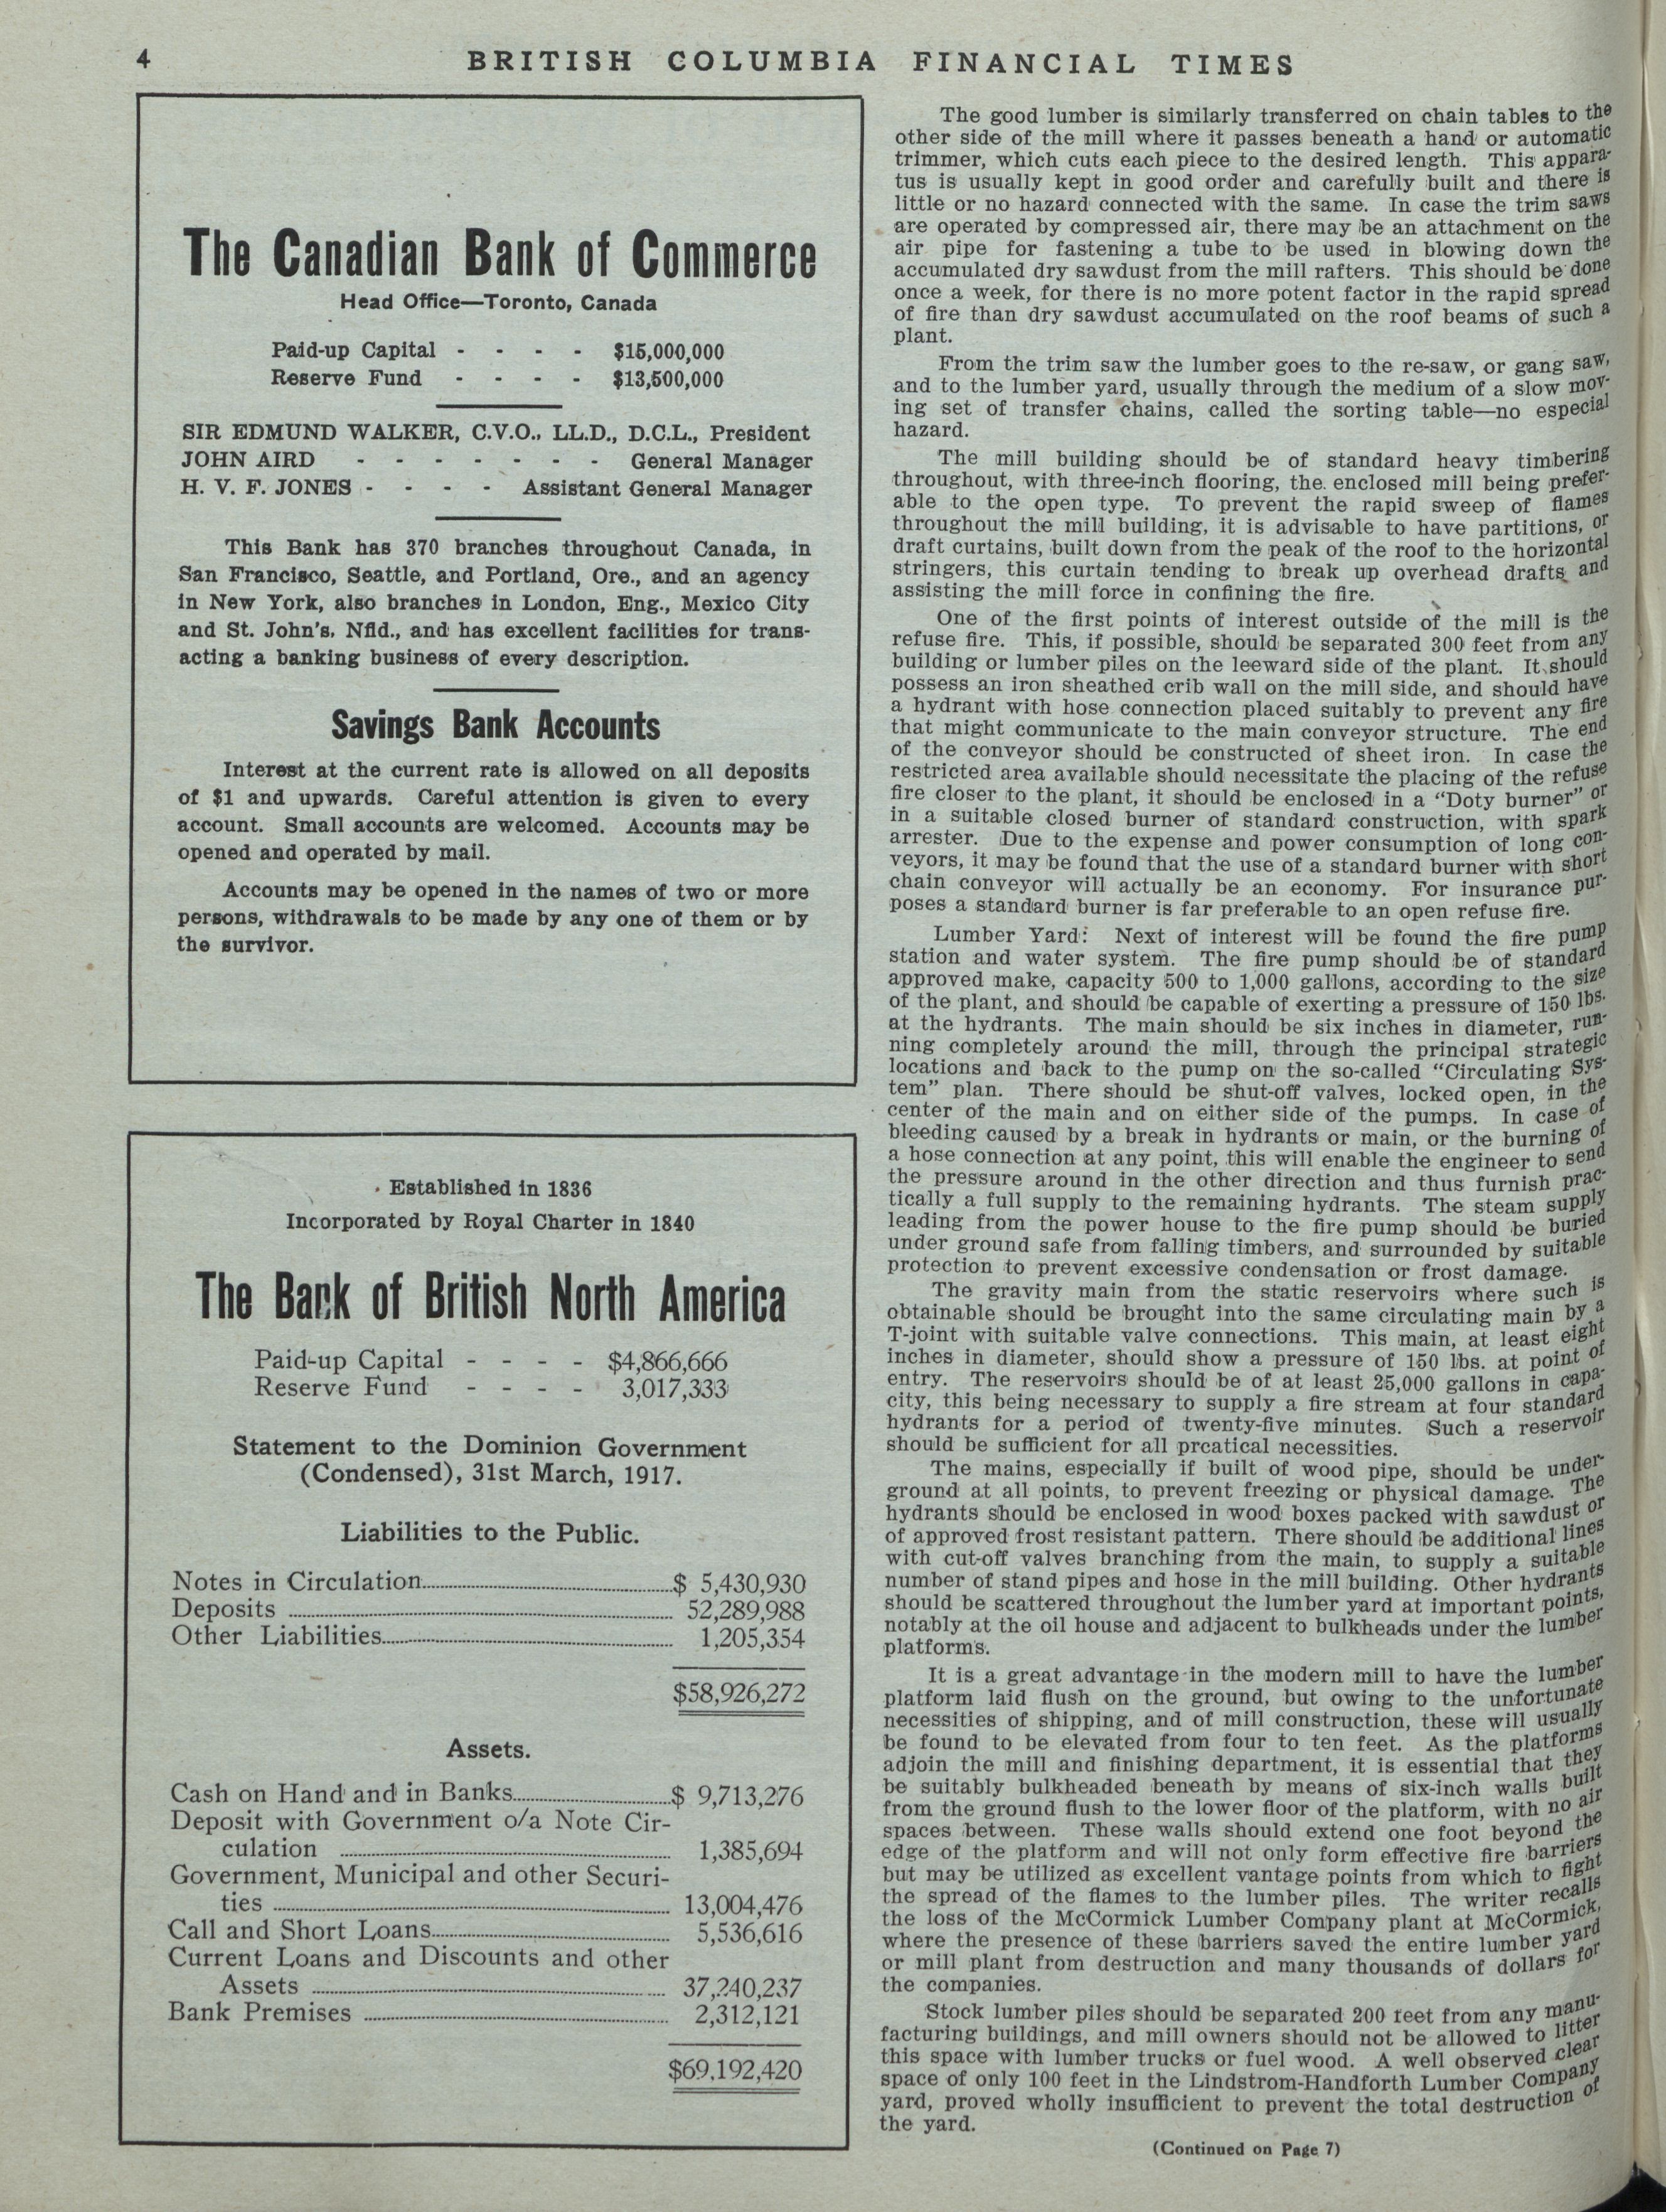 4
BRITISH COLUMBIA FINANCIAL TIMES
The Canadian Bank of Commerce
Head Office—Toronto, Canada
Paid-up Capital - - - - $15,000,000
Reserve Fund - - - - $13,500,000
SIR EDMUND WALKER, C.V.O., LL.D., D.C.L., President
JOHN AIRD - - - - - - - General Manager
H. V. F. JONES - - - - Assistant General Manager
This Bank has 370 branches throughout Canada, in
San Francisco, Seattle, and Portland, Ore., and an agency
in New York, also branches in London, Eng., Mexico City
and St. John's, Nfld., and has excellent facilities for trans-
acting a banking business of every description.
Savings Bank Accounts
Interest at the current rate is allowed on all deposits
of $1 and upwards. Careful attention is given to every
account. Small accounts are welcomed. Accounts may be
opened and operated by mail.
Accounts may be opened in the names of two or more
persons, withdrawals to be made by any one of them or by
the survivor.
Established in 1836
Incorporated by Royal Charter in 1840
The Bank of British North America
Paid-up Capital - - - - $4,866,666
Reserve Fund - - - - 3,017,333
Statement to the Dominion Government
(Condensed), 31st March, 1917.
Liabilities to the Public.
Notes in Circulation $ 5,430,930
Deposits 52,289,988
Other Liabilities 1,205,354
$58,926,272
Assets.
Cash on Hand and in Banks $ 9,713,276
Deposit with Government o/a Note Cir-
culation 1,385,694
Government, Municipal and other Securi-
ties 13,004,476
Call and Short Loans 5,536,616
Current Loans and Discounts and other
Assets 37,240,237
Bank Premises 2,312,121
$69,192,420
The good lumber is similarly transferred on chain tables to the
other side of the mill where it passes beneath a hand or automatic
trimmer, which cuts each piece to the desired length. This appara-
tus is usually kept in good order and carefully built and there is
little or no hazard connected with the same. In case the trim saws
are operated by compressed air, there may be an attachment on the
air pipe for fastening a tube to be used in blowing down the
accumulated dry sawdust from the mill rafters. This should be done
once a week, for there is no more potent factor in the rapid spread
of fire than dry sawdust accumulated on the roof beams of such a
plant.
From the trim saw the lumber goes to the re-saw, or gang saw,
and to the lumber yard, usually through the medium of a slow mov-
ing set of transfer chains, called the sorting table—no especial
hazard.
The mill building should be of standard heavy timbering
throughout, with three-inch flooring, the enclosed mill being prefer-
able to the open type. To prevent the rapid sweep of flames
throughout the mill building, it is advisable to have partitions, or
draft curtains, built down from the peak of the roof to the horizontal
stringers, this curtain tending to break up overhead drafts and
assisting the mill force in confining the fire.
One of the first points of interest outside of the mill is the
refuse fire. This, if possible, should be separated 300 feet from any
building or lumber piles on the leeward side of the plant. It should
possess an iron sheathed crib wall on the mill side, and should have
a hydrant with hose connection placed suitably to prevent any fire
that might communicate to the main conveyor structure. The end
of the conveyor should be constructed of sheet iron. In case the
restricted area available should necessitate the placing of the refuse
fire closer to the plant, it should be enclosed in a "Doty burner" or
in a suitable closed burner of standard construction, with spark
arrester. Due to the expense and power consumption of long con-
veyors, it may be found that the use of a standard burner with short
chain conveyor will actually be an economy. For insurance pur-
poses a standard burner is far preferable to an open refuse fire.
Lumber Yard: Next of interest will be found the fire pump
station and water system. The fire pump should be of standard
approved make, capacity 500 to 1,000 gallons, according to the size
of the plant, and should be capable of exerting a pressure of 150 lbs.
at the hydrants. The main should be six inches in diameter, run-
ning completely around the mill, through the principal strategic
locations and back to the pump on the so-called "Circulating Sys-
tem" plan. There should be shut-off valves, locked open, in the
center of the main and on either side of the pumps. In case of
bleeding caused by a break in hydrants or main, or the burning of
a hose connection at any point, this will enable the engineer to send
the pressure around in the other direction and thus furnish prac-
tically a full supply to the remaining hydrants. The steam supply
leading from the power house to the fire pump should be buried
under ground safe from falling timbers, and surrounded by suitable
protection to prevent excessive condensation or frost damage.
The gravity main from the static reservoirs where such is
obtainable should be brought into the same circulating main by a
T-joint with suitable valve connections. This main, at least eight
inches in diameter, should show a pressure of 150 lbs. at point of
entry. The reservoirs should be of at least 25,000 gallons in capa-
city, this being necessary to supply a fire stream at four standard
hydrants for a period of twenty-five minutes. Such a reservoir
should be sufficient for all prcatical necessities.
The mains, especially if built of wood pipe, should be under-
ground at all points, to prevent freezing or physical damage. The
hydrants should be enclosed in wood boxes packed with sawdust or
of approved frost resistant pattern. There should be additional lines
with cut-off valves branching from the main, to supply a suitable
number of stand pipes and hose in the mill building. Other hydrants
should be scattered throughout the lumber yard at important points,
notably at the oil house and adjacent to bulkheads under the lumber
platforms.
It is a great advantage in the modern mill to have the lumber
platform laid flush on the ground, but owing to the unfortunate
necessities of shipping, and of mill construction, these will usually
be found to be elevated from four to ten feet. As the platforms
adjoin the mill and finishing department, it is essential that they
be suitably bulkheaded beneath by means of six-inch walls built
from the ground flush to the lower floor of the platform, with no air
spaces between. These walls should extend one foot beyond the
edge of the platform and will not only form effective fire barriers
but may be utilized as excellent vantage points from which to fight
the spread of the flames to the lumber piles. The writer recalls
the loss of the McCormick Lumber Company plant at McCormick,
where the presence of these barriers saved the entire lumber yard
or mill plant from destruction and many thousands of dollars for
the companies.
Stock lumber piles should be separated 200 feet from any manu-
facturing buildings, and mill owners should not be allowed to litter
this space with lumber trucks or fuel wood. A well observed clear
space of only 100 feet in the Lindstrom-Handforth Lumber Company
yard, proved wholly insufficient to prevent the total destruction of
the yard.
(Continued on Page 7)